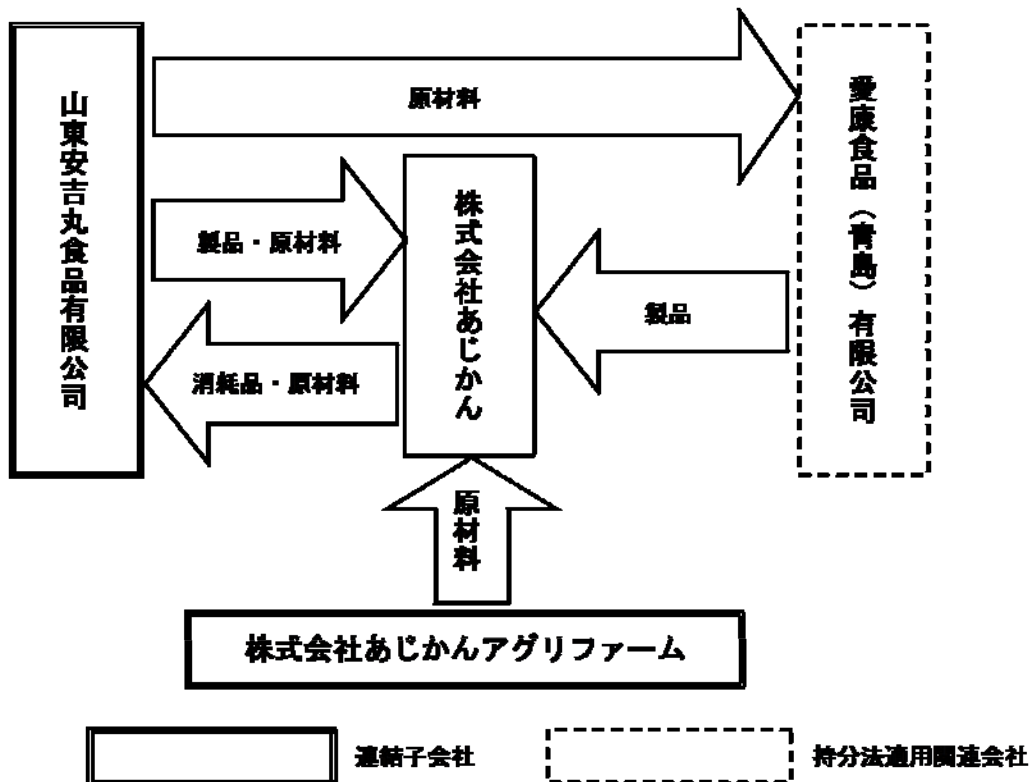 山東安吉丸食品有限公司
原材料
愛康食品（青島）有限公司
製品・原材料
株式会社あじかん
製品
消耗品・原材料
原材料
株式会社あじかんアグリファーム
連結子会社
持分法適用関連会社